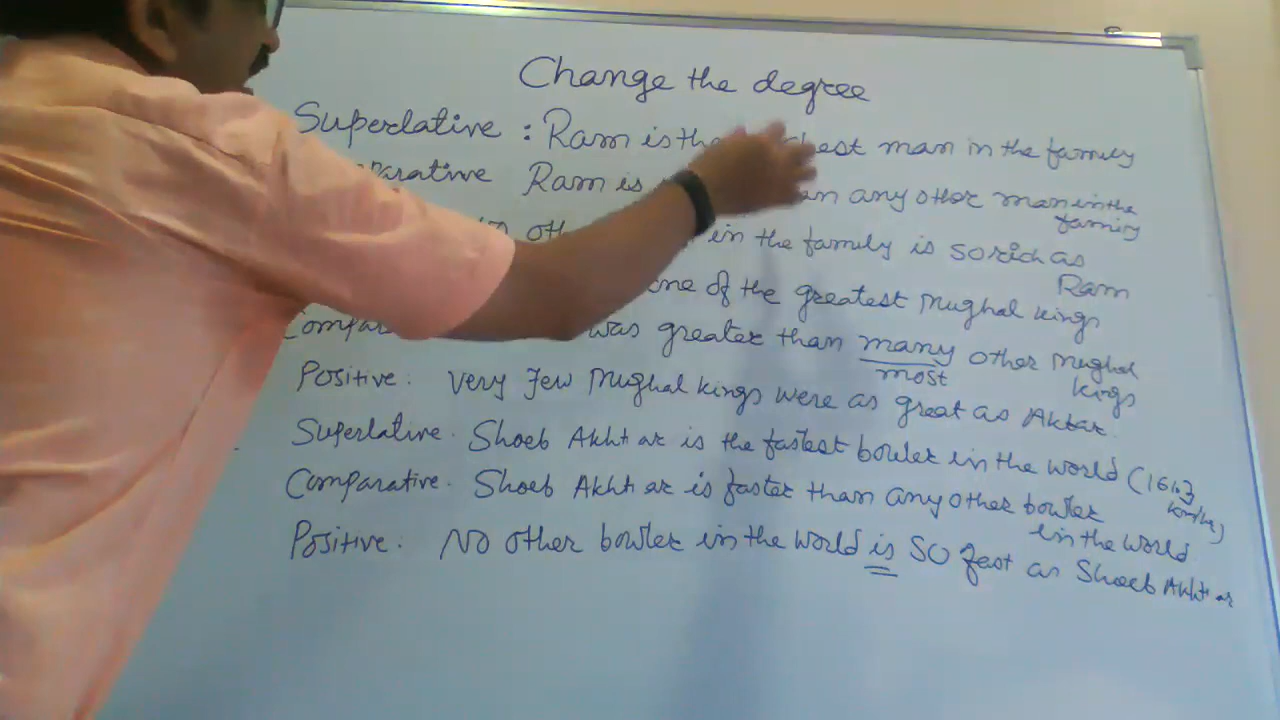 Change the degree
Superlative : Ram is the richest man in the family
Comparative Ram is than any other man in the family
in the family is so rich as Ram
one of the greatest Mughal kings
was greater than many other Mughal kings
most
Positive : Very few Mughal kings were as great as Akbar.
Superlative. Shoeb Akhtar is the fastest bowler in the world (161.3 km/hr)
Comparative. Shoeb Akhtar is faster than any other bowler in the world
Positive : No other bowler in the world is so fast as Shoeb Akhtar